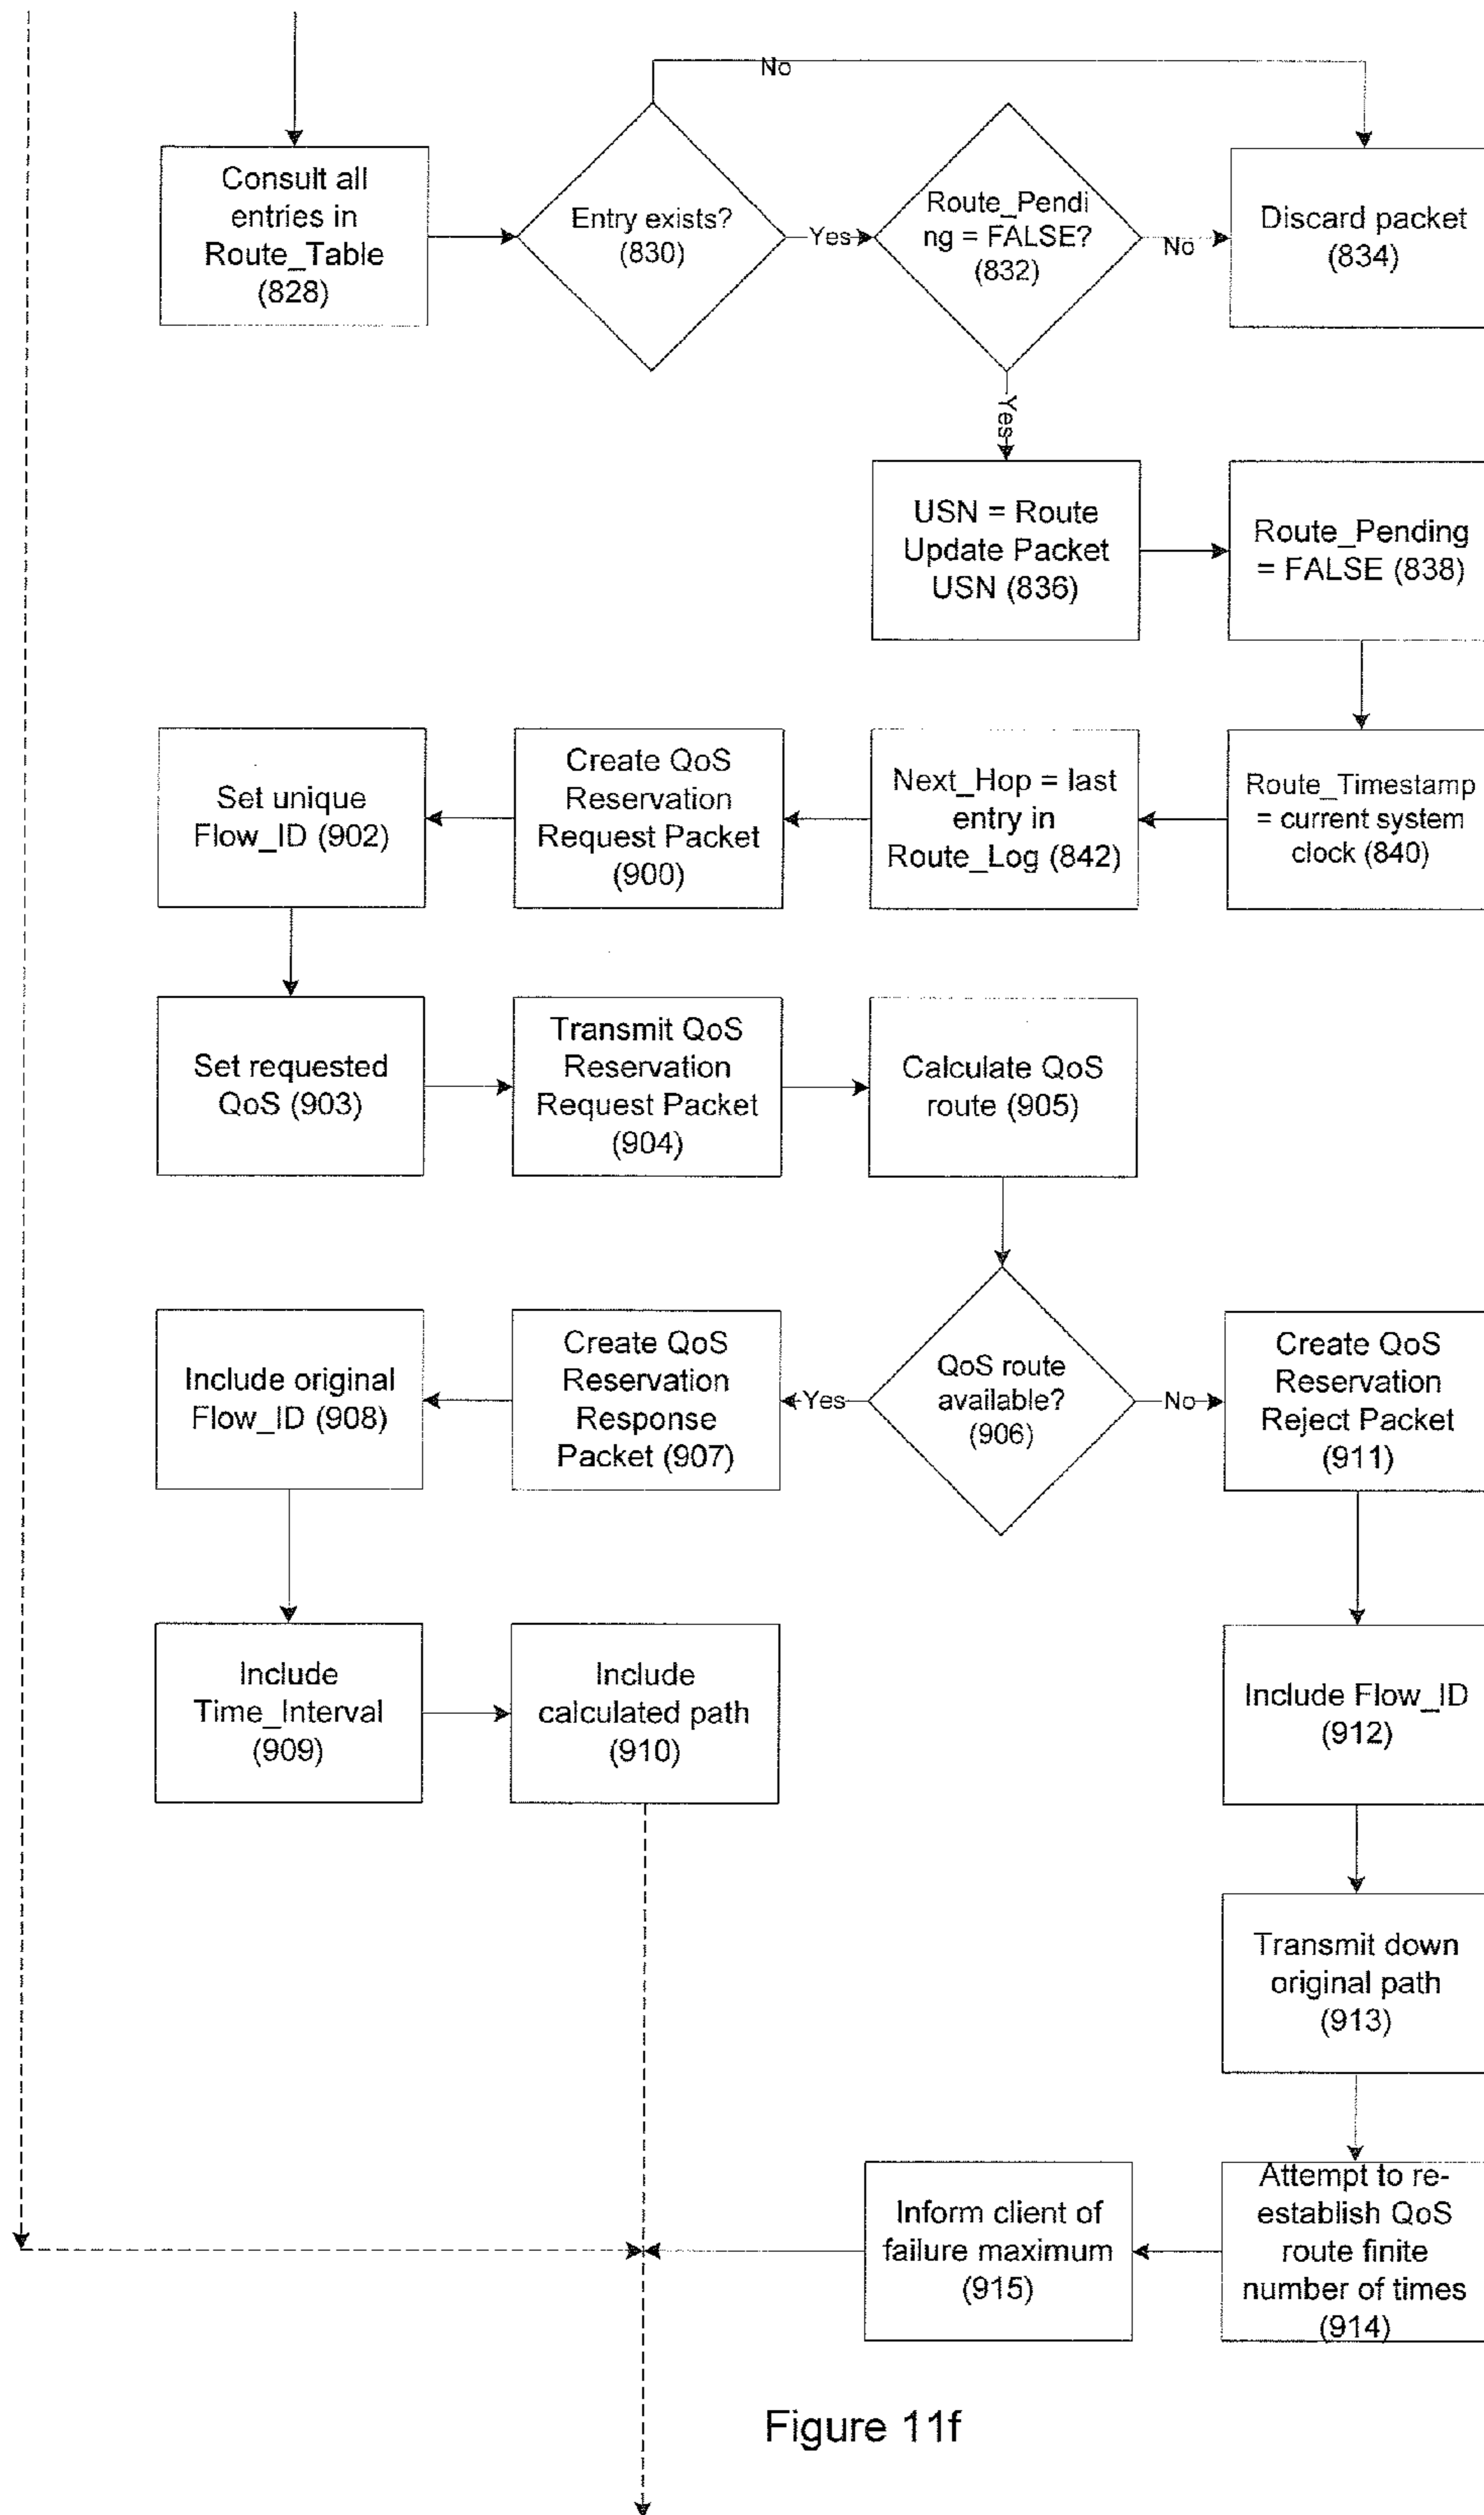 No
Consult all
entries in
Route_Table
(828)
Entry exists?
(830)
Yes
Route_Pendi
ng = FALSE?
(832)
No
Discard packet
(834)
Yes
USN = Route
Update Packet
USN (836)
Route_Pending
= FALSE (838)
Set unique
Flow_ID (902)
Create QoS
Reservation
Request Packet
(900)
Next_Hop = last
entry in
Route_Log (842)
Route_Timestamp
= current system
clock (840)
Set requested
QoS (903)
Transmit QoS
Reservation
Request Packet
(904)
Calculate QoS
route (905)
Include original
Flow_ID (908)
Create QoS
Reservation
Response
Packet (907)
Yes
QoS route
available?
(906)
No
Create QoS
Reservation
Reject Packet
(911)
Include
Time_Interval
(909)
Include
calculated path
(910)
Include Flow_ID
(912)
Transmit down
original path
(913)
Inform client of
failure maximum
(915)
Attempt to re-
establish QoS
route finite
number of times
(914)
Figure 11f